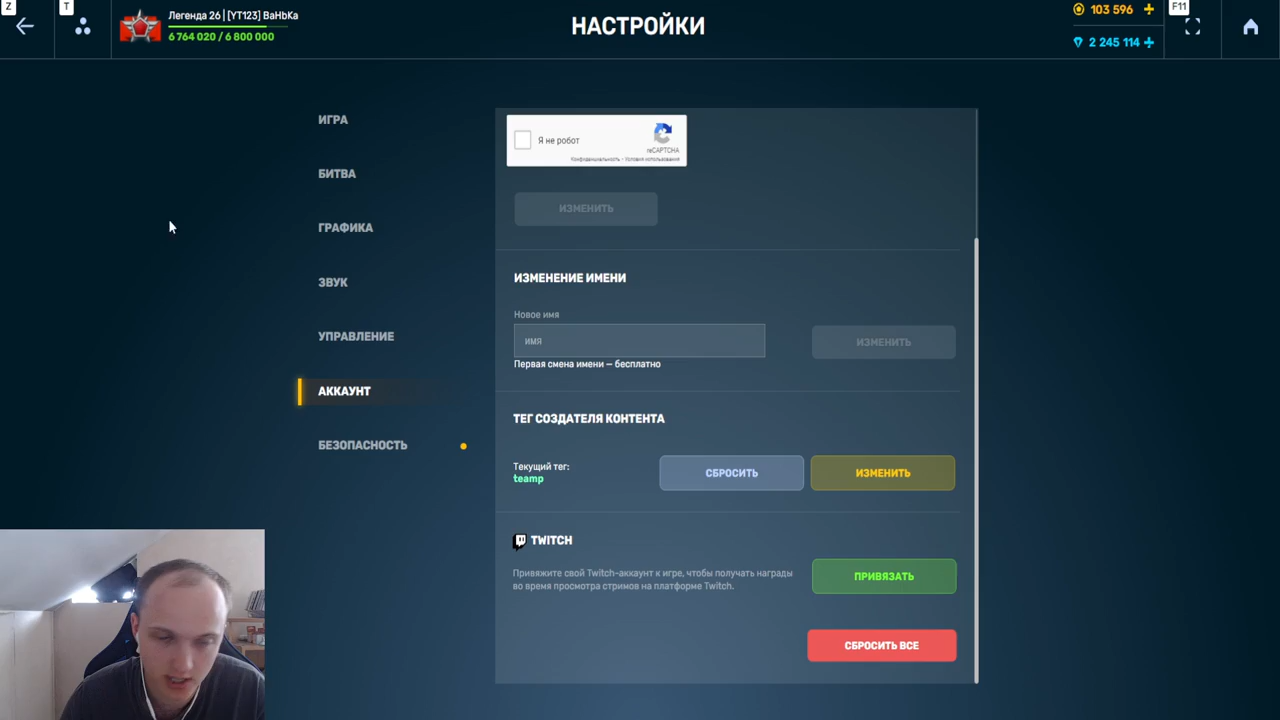 Z
T
Легенда 26 | [YT123] BaHbKa
6 764 020 / 6 800 000
НАСТРОЙКИ
103 596
2 245 114
F11
ИГРА
БИТВА
ГРАФИКА
ЗВУК
УПРАВЛЕНИЕ
АККАУНТ
БЕЗОПАСНОСТЬ
Я не робот
reCAPTCHA
Конфиденциальность - Условия использования
ИЗМЕНИТЬ
ИЗМЕНЕНИЕ ИМЕНИ
Новое имя
имя
ИЗМЕНИТЬ
Первая смена имени — бесплатно
ТЕГ СОЗДАТЕЛЯ КОНТЕНТА
Текущий тег:
teamp
СБРОСИТЬ
ИЗМЕНИТЬ
TWITCH
Привяжите свой Twitch-аккаунт к игре, чтобы получать награды
во время просмотра стримов на платформе Twitch.
ПРИВЯЗАТЬ
СБРОСИТЬ ВСЕ